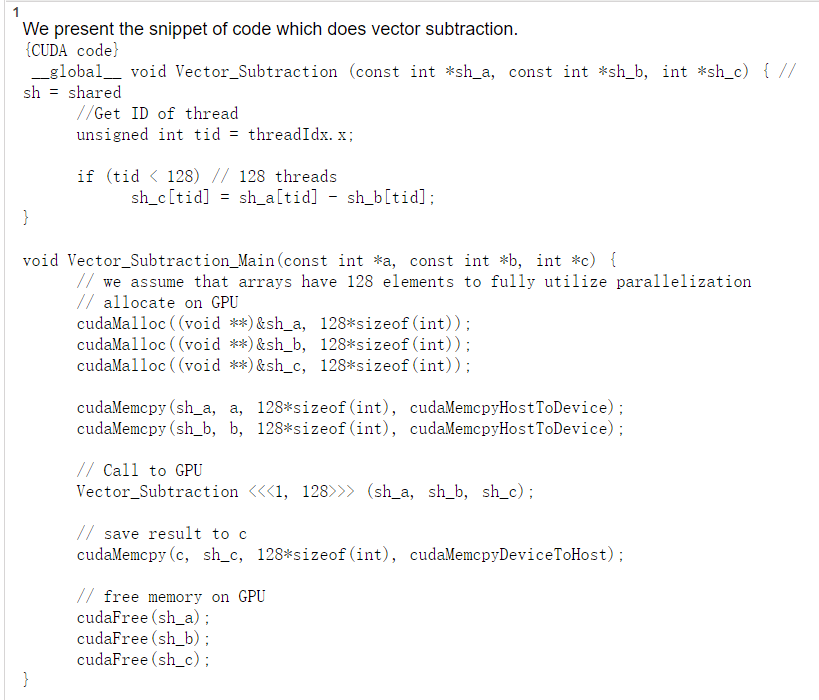 1
We present the snippet of code which does vector subtraction.
{CUDA code}
__global__ void Vector_Subtraction (const int *sh_a, const int *sh_b, int *sh_c) { //
sh = shared
//Get ID of thread
unsigned int tid = threadIdx.x;
if (tid < 128) // 128 threads
sh_c[tid] = sh_a[tid] - sh_b[tid];
}
void Vector_Subtraction_Main(const int *a, const int *b, int *c) {
// we assume that arrays have 128 elements to fully utilize parallelization
// allocate on GPU
cudaMalloc((void **)&sh_a, 128*sizeof(int));
cudaMalloc((void **)&sh_b, 128*sizeof(int));
cudaMalloc((void **)&sh_c, 128*sizeof(int));
cudaMemcpy(sh_a, a, 128*sizeof(int), cudaMemcpyHostToDevice);
cudaMemcpy(sh_b, b, 128*sizeof(int), cudaMemcpyHostToDevice);
// Call to GPU
Vector_Subtraction <<<1, 128>>> (sh_a, sh_b, sh_c);
// save result to c
cudaMemcpy(c, sh_c, 128*sizeof(int), cudaMemcpyDeviceToHost);
// free memory on GPU
cudaFree(sh_a);
cudaFree(sh_b);
cudaFree(sh_c);
}